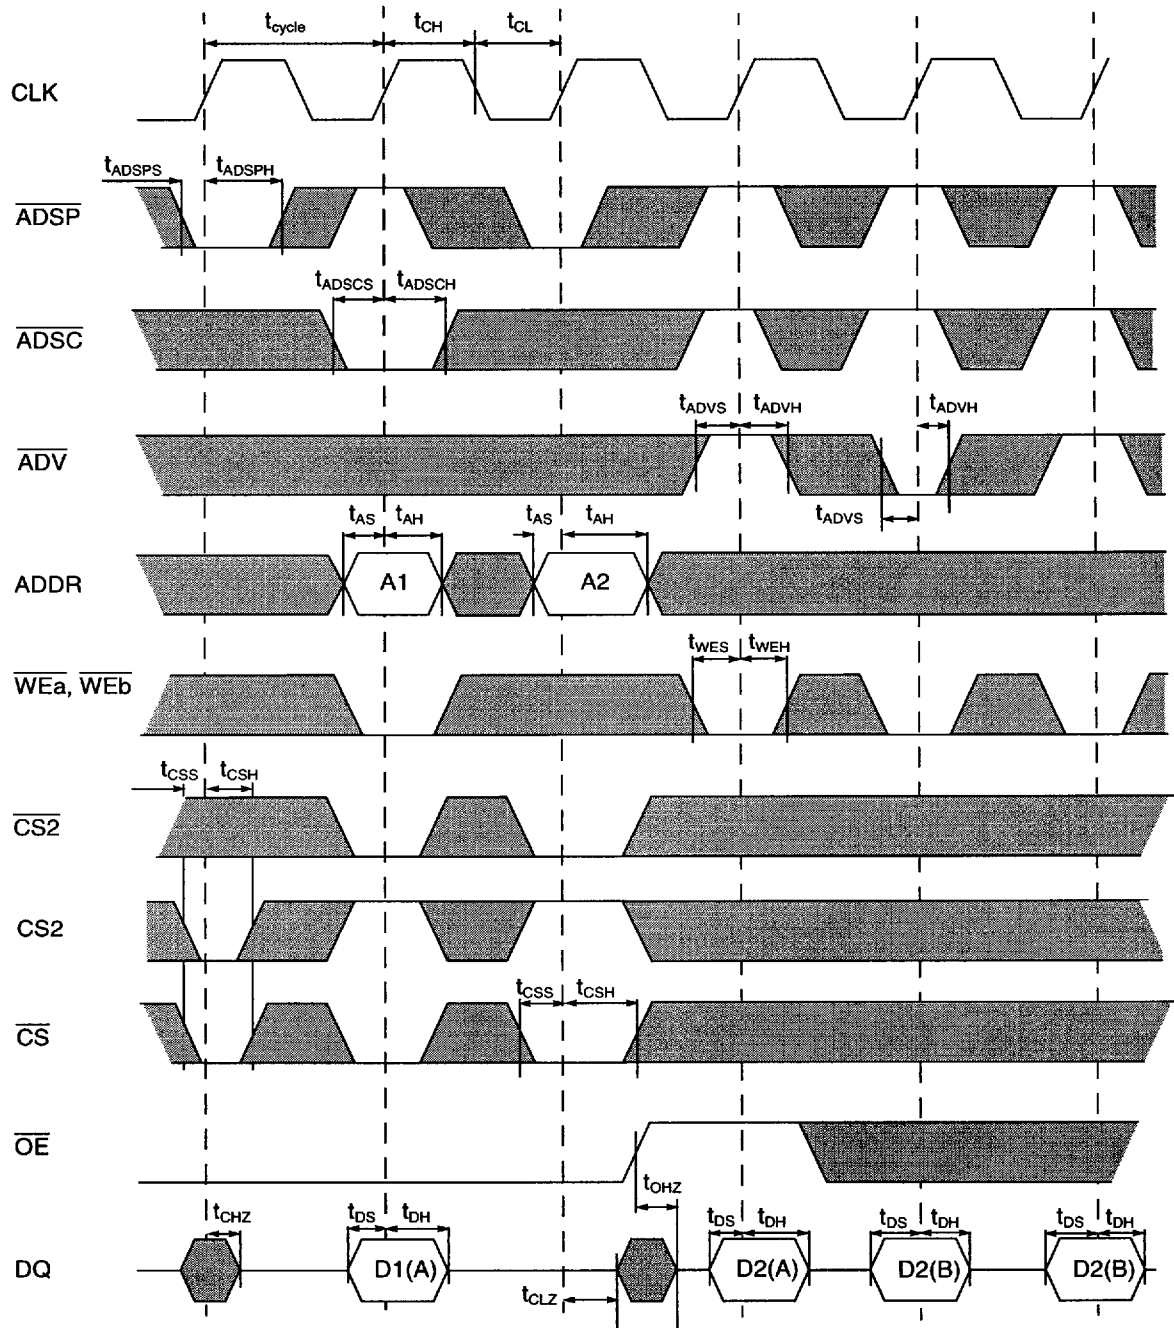 tcycle tCH tCL
CLK
tADSPS tADSPH
ADSP
tADSCS tADSCH
ADSC
tADVS tADVH tADVH
ADV
tADVS
tAS tAH tAS tAH
ADDR A1 A2
tWES tWEH
WEa, WEb
tCSS tCSH
CS2
CS2
tCSS tCSH
CS
OE
tOHZ
tCHZ tDS tDH tDS tDH tDS tDH tDS tDH
DQ D1(A) D2(A) D2(B) D2(B)
tCLZ